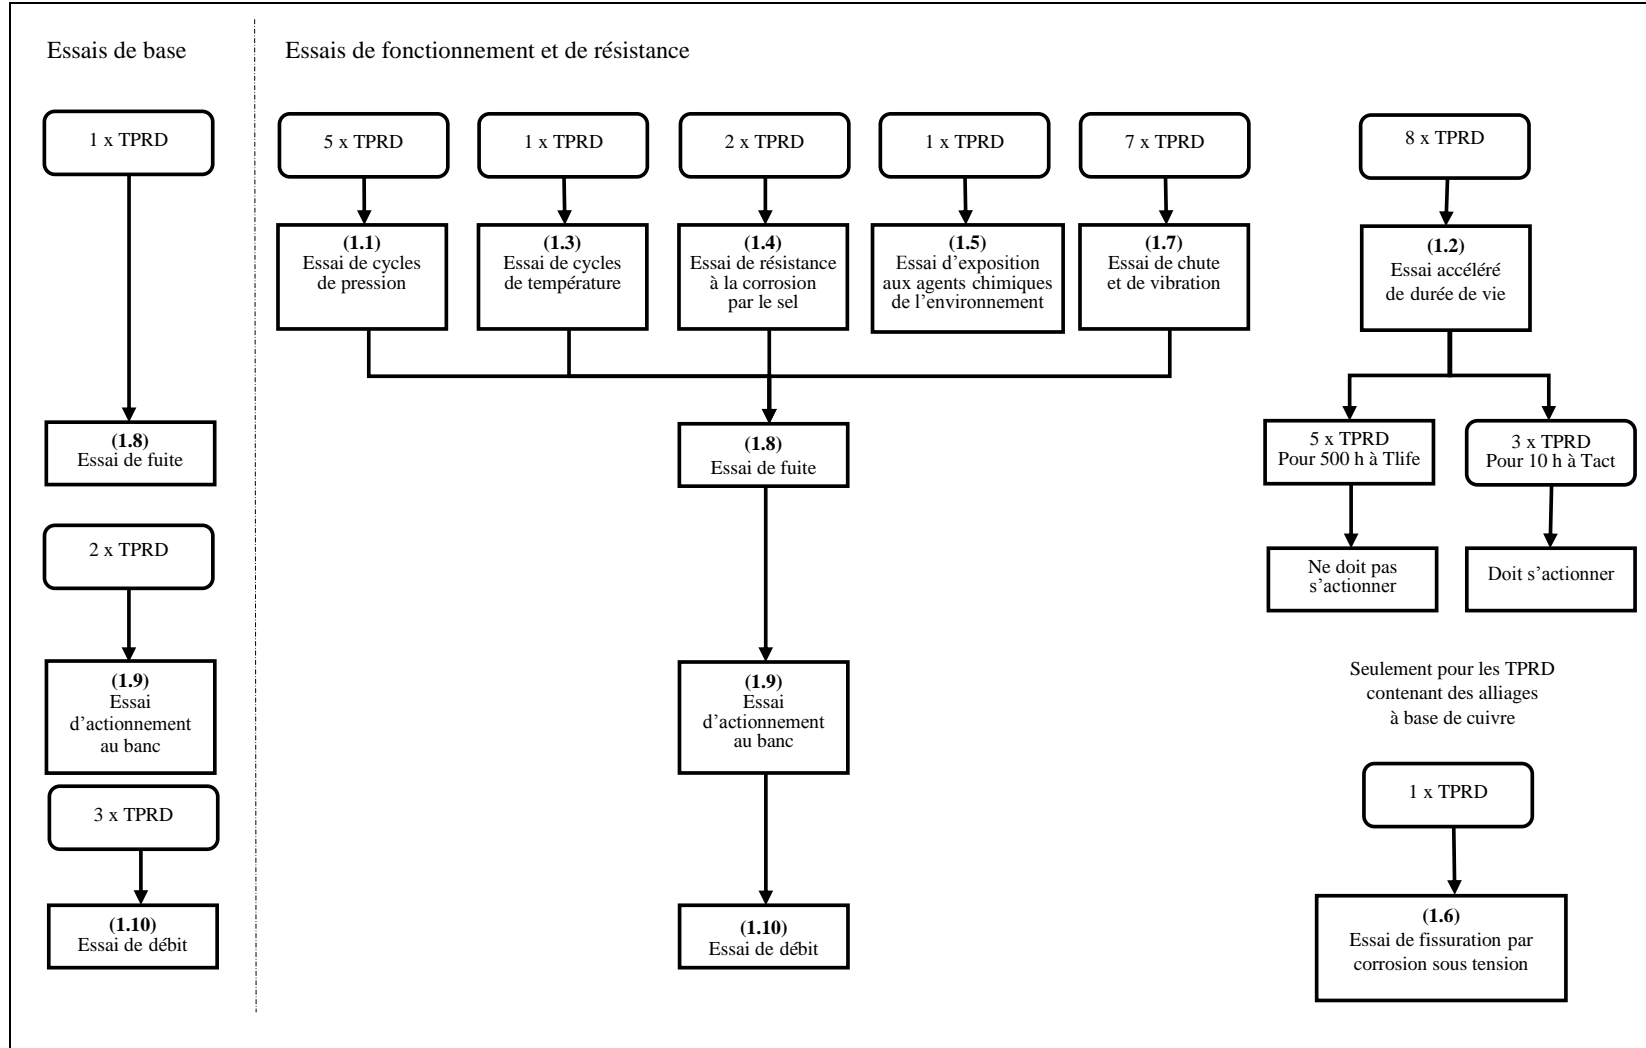 Essais de base
Essais de fonctionnement et de résistance
1 x TPRD
(1.8)
Essai de fuite
2 x TPRD
(1.9)
Essai
d’actionnement
au banc
3 x TPRD
(1.10)
Essai de débit
5 x TPRD
(1.1)
Essai de cycles
de pression
1 x TPRD
(1.3)
Essai de cycles
de température
2 x TPRD
(1.4)
Essai de résistance
à la corrosion
par le sel
1 x TPRD
(1.5)
Essai d’exposition
aux agents chimiques
de l’environnement
7 x TPRD
(1.7)
Essai de chute
et de vibration
(1.8)
Essai de fuite
(1.9)
Essai
d’actionnement
au banc
(1.10)
Essai de débit
8 x TPRD
(1.2)
Essai accéléré
de durée de vie
5 x TPRD
Pour 500 h à Tlife
3 x TPRD
Pour 10 h à Tact
Ne doit pas
s’actionner
Doit s’actionner
Seulement pour les TPRD
contenant des alliages
à base de cuivre
1 x TPRD
(1.6)
Essai de fissuration par
corrosion sous tension